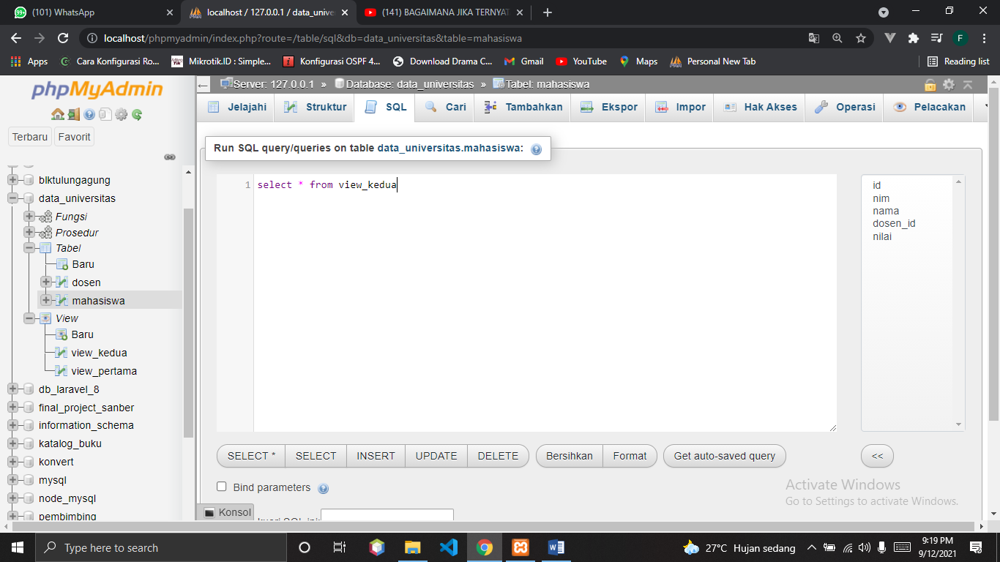 (101) WhatsApp
localhost / 127.0.0.1 / data_unive
(141) BAGAIMANA JIKA TERNYAT
localhost/phpmyadmin/index.php?route=/table/sql&db=data_universitas&table=mahasiswa
Apps
Cara Konfigurasi Ro...
Mikrotik.ID : Simple...
Konfigurasi OSPF 4...
Download Drama C...
Gmail
YouTube
Maps
Personal New Tab
Reading list
phpMyAdmin
Terbaru
Favorit
blktulungagung
data_universitas
Fungsi
Prosedur
Tabel
Baru
dosen
mahasiswa
View
Baru
view_kedua
view_pertama
db_laravel_8
final_project_sanber
information_schema
katalog_buku
konvert
mysql
node_mysql
pembimbing
Server: 127.0.0.1 » Database: data_universitas » Tabel: mahasiswa
Jelajahi
Struktur
SQL
Cari
Tambahkan
Ekspor
Impor
Hak Akses
Operasi
Pelacakan
Run SQL query/queries on table data_universitas.mahasiswa:
1 select * from view_kedua
id
nim
nama
dosen_id
nilai
SELECT *
SELECT
INSERT
UPDATE
DELETE
Bersihkan
Format
Get auto-saved query
<<
Bind parameters
Konsol
Activate Windows
Go to Settings to activate Windows.
Type here to search
27°C Hujan sedang
9:19 PM
9/12/2021